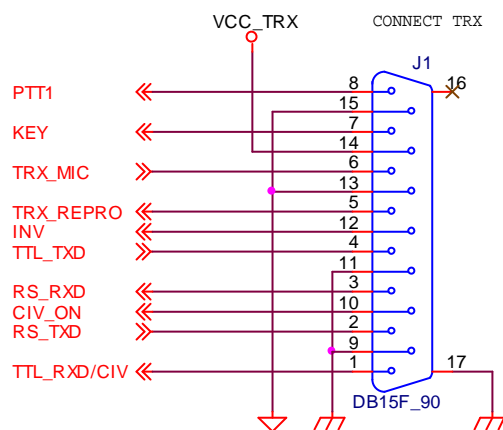 VCC_TRX CONNECT TRX
J1
PTT1 8 16
15
KEY 7
14
TRX_MIC 6
13
TRX_REPRO 5
INV 12
TTL_TXD 4
11
RS_RXD 3
CIV_ON 10
RS_TXD 2
9
TTL_RXD/CIV 1 17
DB15F_90